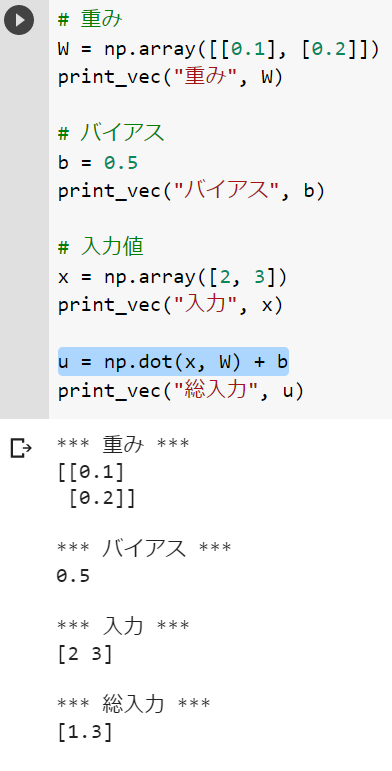 # 重み
W = np.array([[0.1], [0.2]])
print_vec("重み", W)
# バイアス
b = 0.5
print_vec("バイアス", b)
# 入力値
x = np.array([2, 3])
print_vec("入力", x)
u = np.dot(x, W) + b
print_vec("総入力", u)
*** 重み ***
[[0.1]
 [0.2]]
*** バイアス ***
0.5
*** 入力 ***
[2 3]
*** 総入力 ***
[1.3]